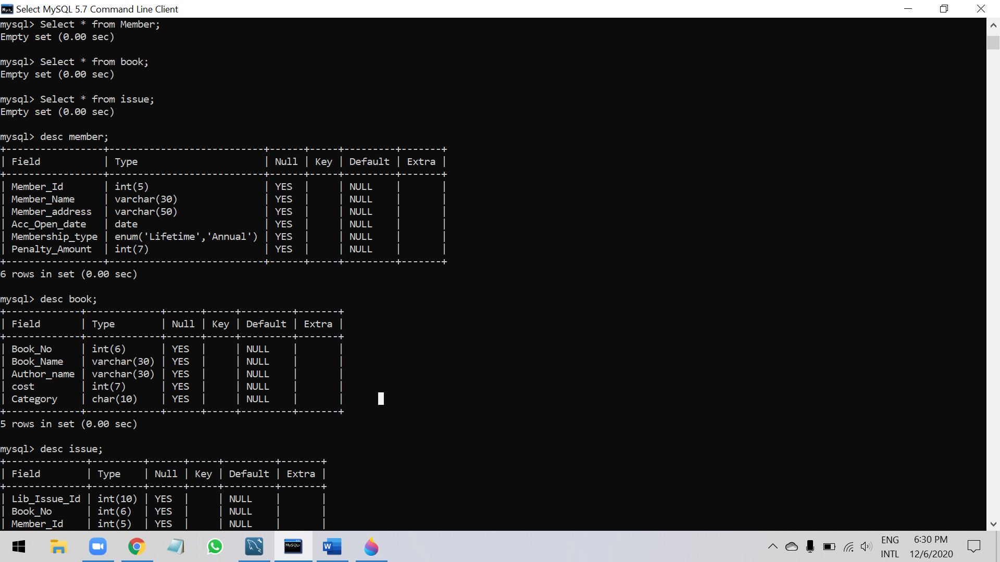 Select MySQL 5.7 Command Line Client
mysql> Select * from Member;
Empty set (0.00 sec)
mysql> Select * from book;
Empty set (0.00 sec)
mysql> Select * from issue;
Empty set (0.00 sec)
mysql> desc member;
+-----------------+---------------------------+------+-----+---------+-------+
| Field           | Type                      | Null | Key | Default | Extra |
+-----------------+---------------------------+------+-----+---------+-------+
| Member_Id       | int(5)                    | YES  |     | NULL    |       |
| Member_Name     | varchar(30)               | YES  |     | NULL    |       |
| Member_address  | varchar(50)               | YES  |     | NULL    |       |
| Acc_Open_date   | date                      | YES  |     | NULL    |       |
| Membership_type | enum('Lifetime','Annual') | YES  |     | NULL    |       |
| Penalty_Amount  | int(7)                    | YES  |     | NULL    |       |
+-----------------+---------------------------+------+-----+---------+-------+
6 rows in set (0.00 sec)
mysql> desc book;
+-------------+-------------+------+-----+---------+-------+
| Field       | Type        | Null | Key | Default | Extra |
+-------------+-------------+------+-----+---------+-------+
| Book_No     | int(6)      | YES  |     | NULL    |       |
| Book_Name   | varchar(30) | YES  |     | NULL    |       |
| Author_name | varchar(30) | YES  |     | NULL    |       |
| cost        | int(7)      | YES  |     | NULL    |       |
| Category    | char(10)    | YES  |     | NULL    |       |
+-------------+-------------+------+-----+---------+-------+
5 rows in set (0.00 sec)
mysql> desc issue;
+--------------+---------+------+-----+---------+-------+
| Field        | Type    | Null | Key | Default | Extra |
+--------------+---------+------+-----+---------+-------+
| Lib_Issue_Id | int(10) | YES  |     | NULL    |       |
| Book_No      | int(6)  | YES  |     | NULL    |       |
| Member_Id    | int(5)  | YES  |     | NULL    |       |
MySQL>
W
ENG
INTL
6:30 PM
12/6/2020